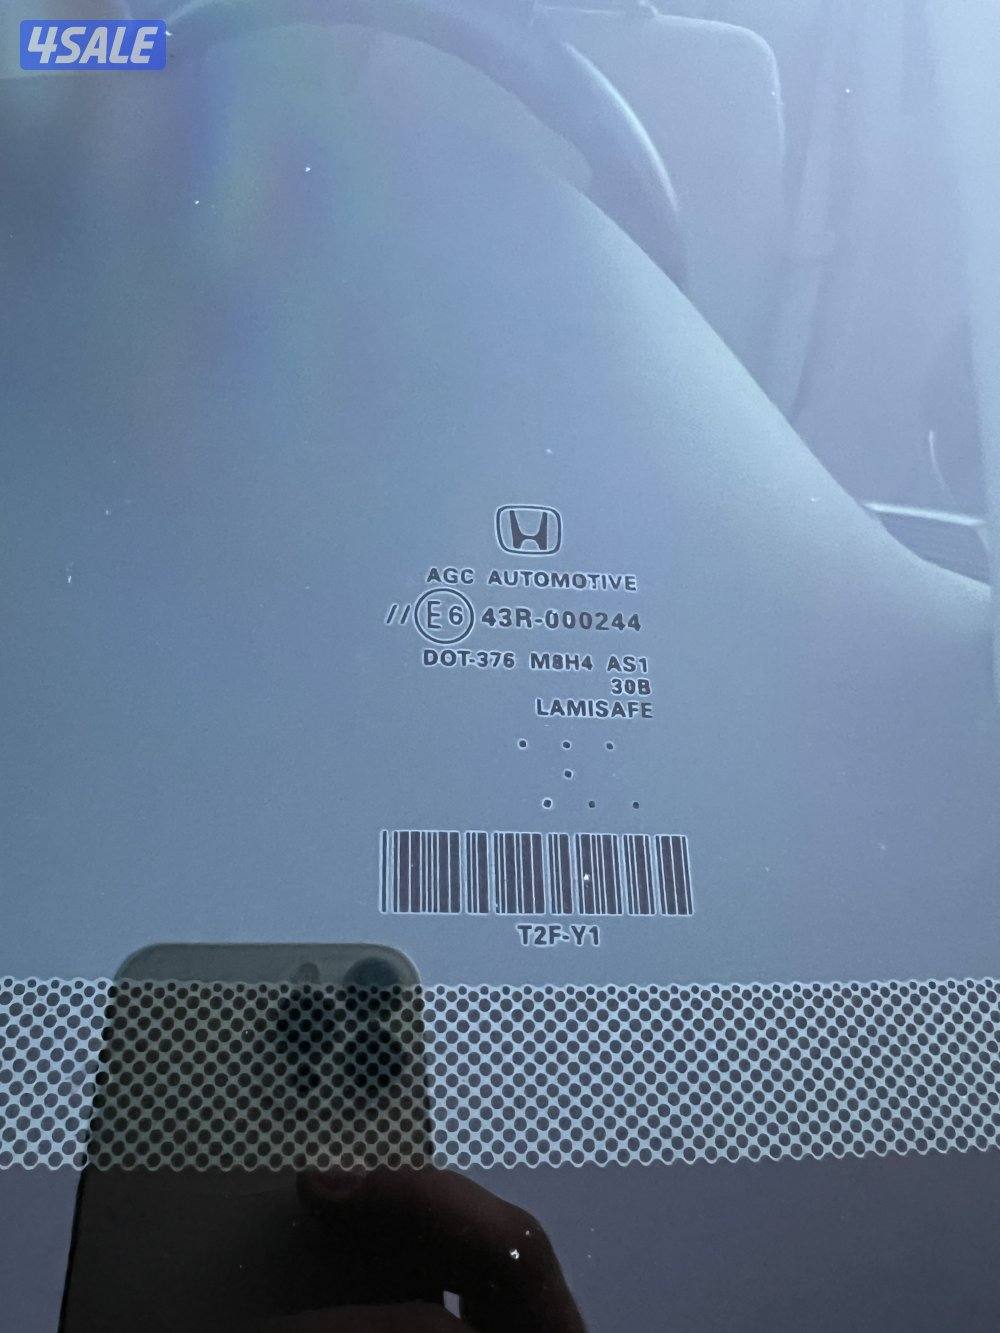 4SALE
AGC AUTOMOTIVE
// E6 43R-000244
DOT-376 M8H4 AS1
30B
LAMISAFE
T2F-Y1